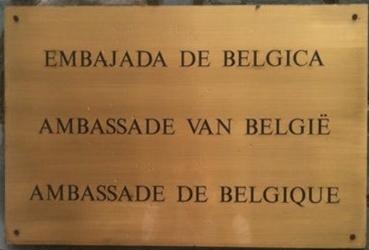 EMBAJADA DE BELGICA
AMBASSADE VAN BELGIË
AMBASSADE DE BELGIQUE